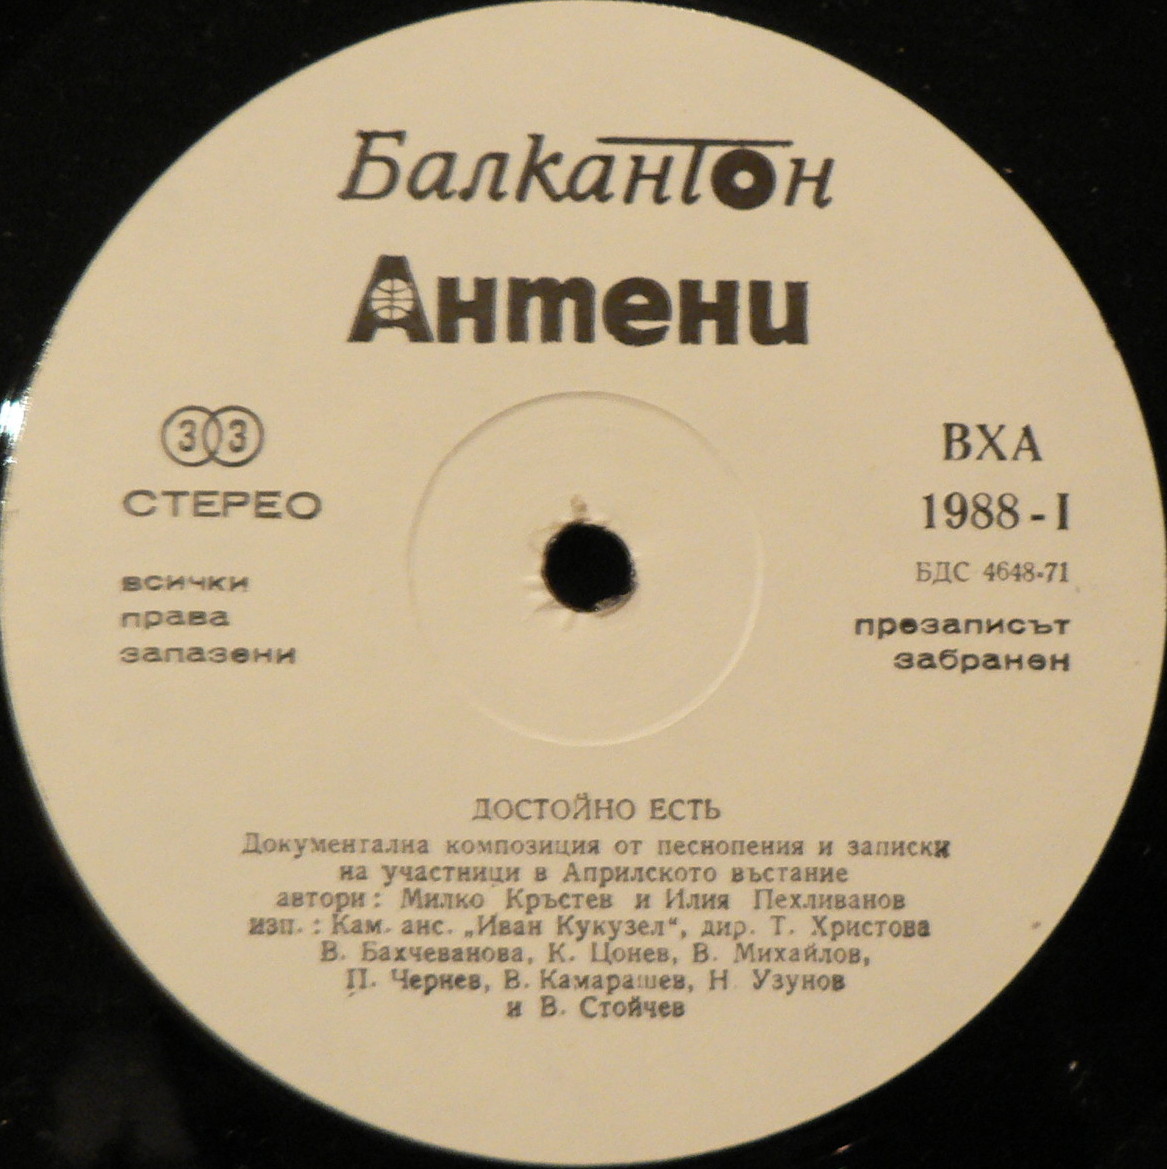 Балкантон
Антени
33
СТЕРЕО
всички
права
запазени
ВХА
1988 - I
БДС 4648-71
презаписът
забранен
ДОСТОЙНО ЕСТЬ
Документална композиция от песнопения и записки
на участници в Априлското въстание
автори : Милко Кръстев и Илия Пехливанов
изп. : Кам. анс. „Иван Кукузел“, дир. Т. Христова
В. Бахчеванова, К. Цонев, В. Михайлов,
П. Чернев, В. Камарашев, Н. Узунов
и В. Стойчев